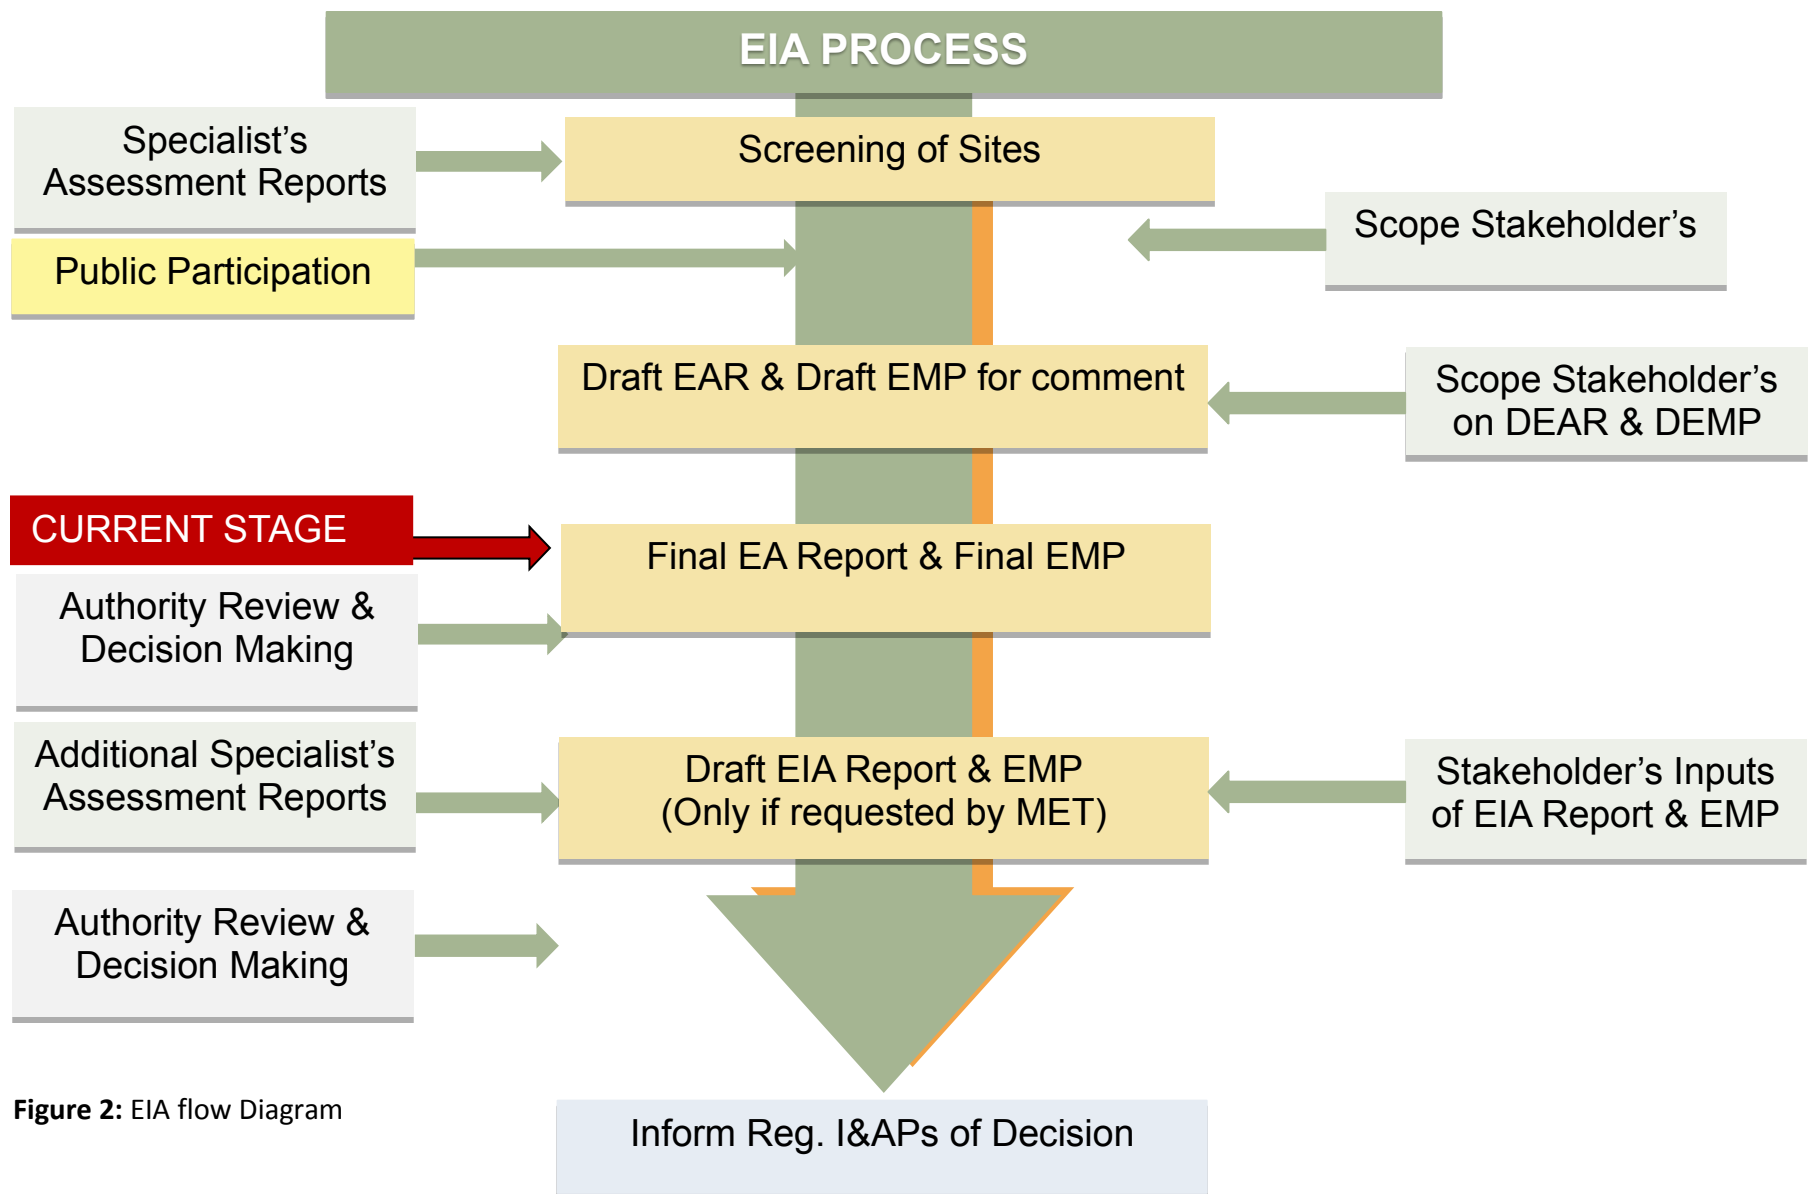 EIA PROCESS
Specialist's
Assessment Reports
Screening of Sites
Public Participation
Scope Stakeholder's
Draft EAR & Draft EMP for comment
Scope Stakeholder's
on DEAR & DEMP
CURRENT STAGE
Final EA Report & Final EMP
Authority Review &
Decision Making
Additional Specialist's
Assessment Reports
Draft EIA Report & EMP
(Only if requested by MET)
Stakeholder's Inputs
of EIA Report & EMP
Authority Review &
Decision Making
Figure 2: EIA flow Diagram
Inform Reg. I&APs of Decision